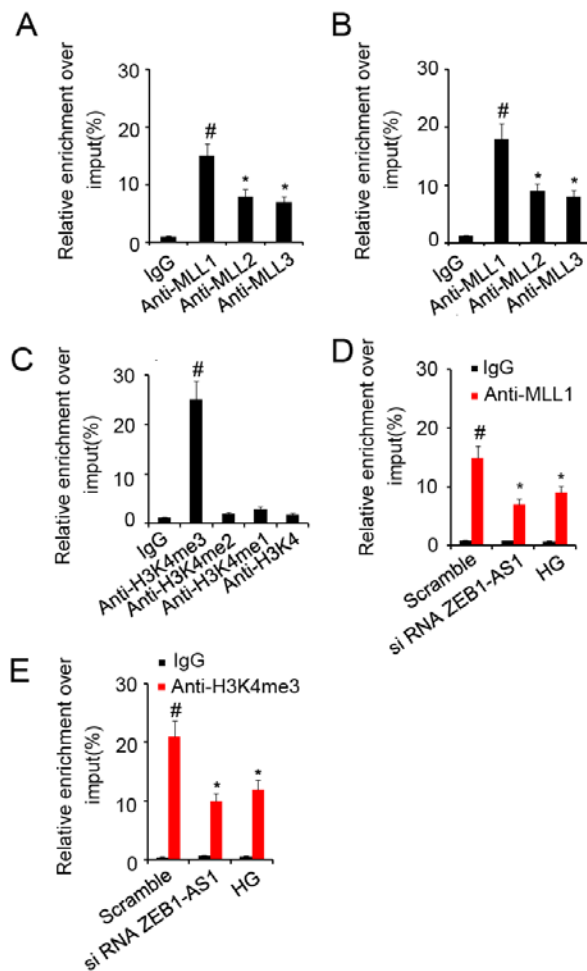 A
Relative enrichment over
imput(%)
30
20
10
0
#
*
*
IgG
Anti-MLL1
Anti-MLL2
Anti-MLL3
B
Relative enrichment over
imput(%)
30
20
10
0
#
*
*
IgG
Anti-MLL1
Anti-MLL2
Anti-MLL3
C
Relative enrichment over
imput(%)
30
20
10
0
#
IgG
Anti-H3K4me3
Anti-H3K4me2
Anti-H3K4me1
Anti-H3K4
D
IgG
Anti-MLL1
Relative enrichment over
imput(%)
30
20
10
0
#
*
*
Scramble
si RNA ZEB1-AS1
HG
E
IgG
Anti-H3K4me3
Relative enrichment over
imput(%)
30
20
10
0
#
*
*
Scramble
si RNA ZEB1-AS1
HG